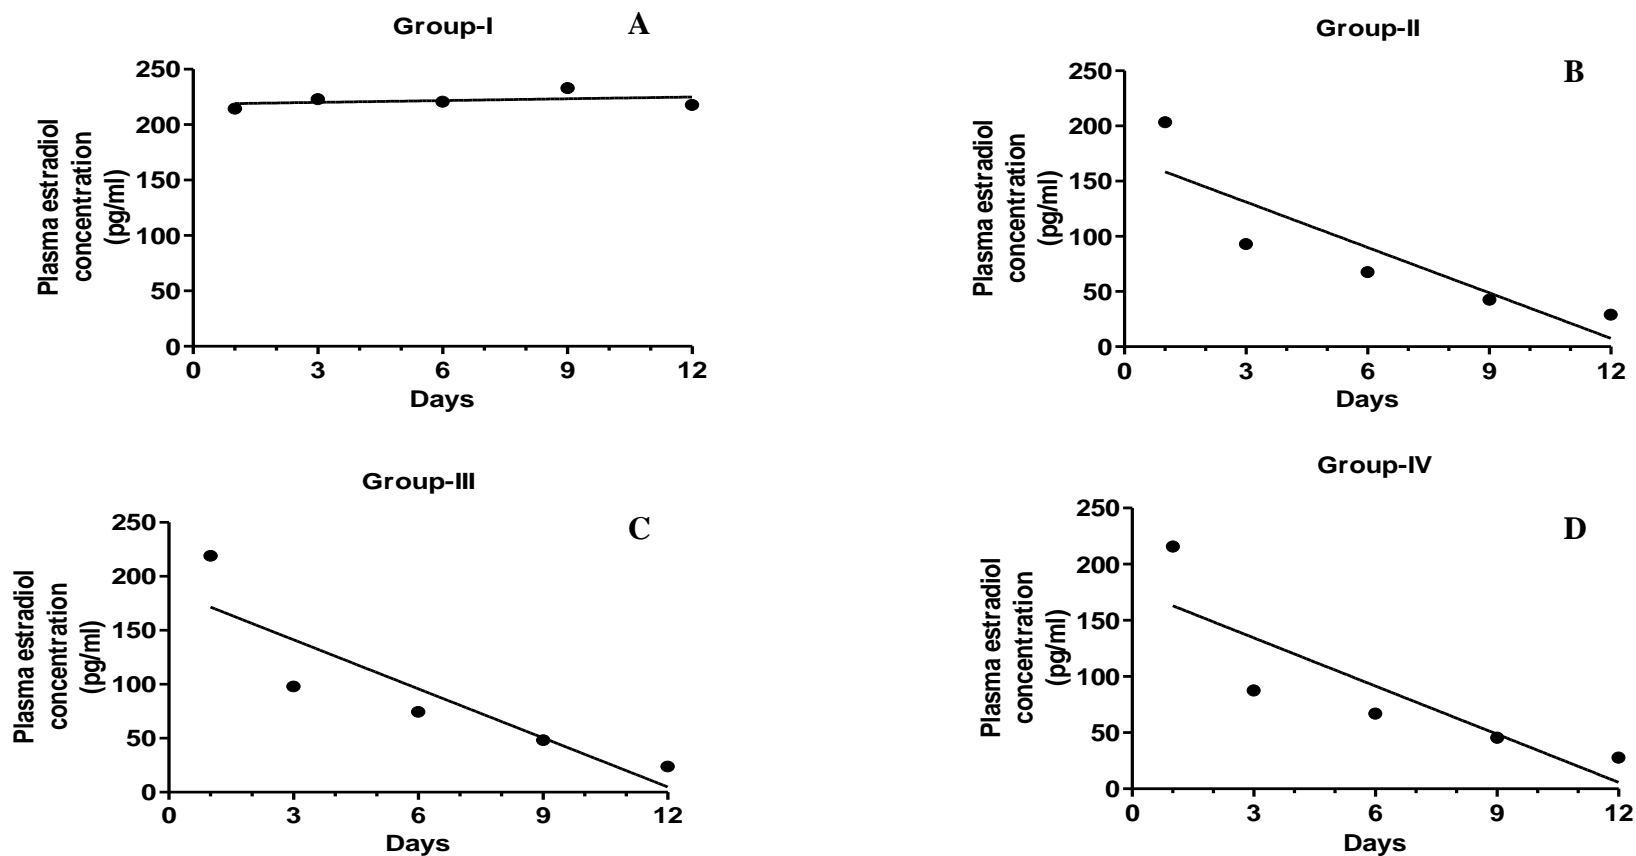 Group-I
A
Plasma estradiol
concentration
(pg/ml)
250
200
150
100
50
0
0 3 6 9 12
Days
Group-II
B
Plasma estradiol
concentration
(pg/ml)
250
200
150
100
50
0
0 3 6 9 12
Days
Group-III
C
Plasma estradiol
concentration
(pg/ml)
250
200
150
100
50
0
0 3 6 9 12
Days
Group-IV
D
Plasma estradiol
concentration
(pg/ml)
250
200
150
100
50
0
0 3 6 9 12
Days